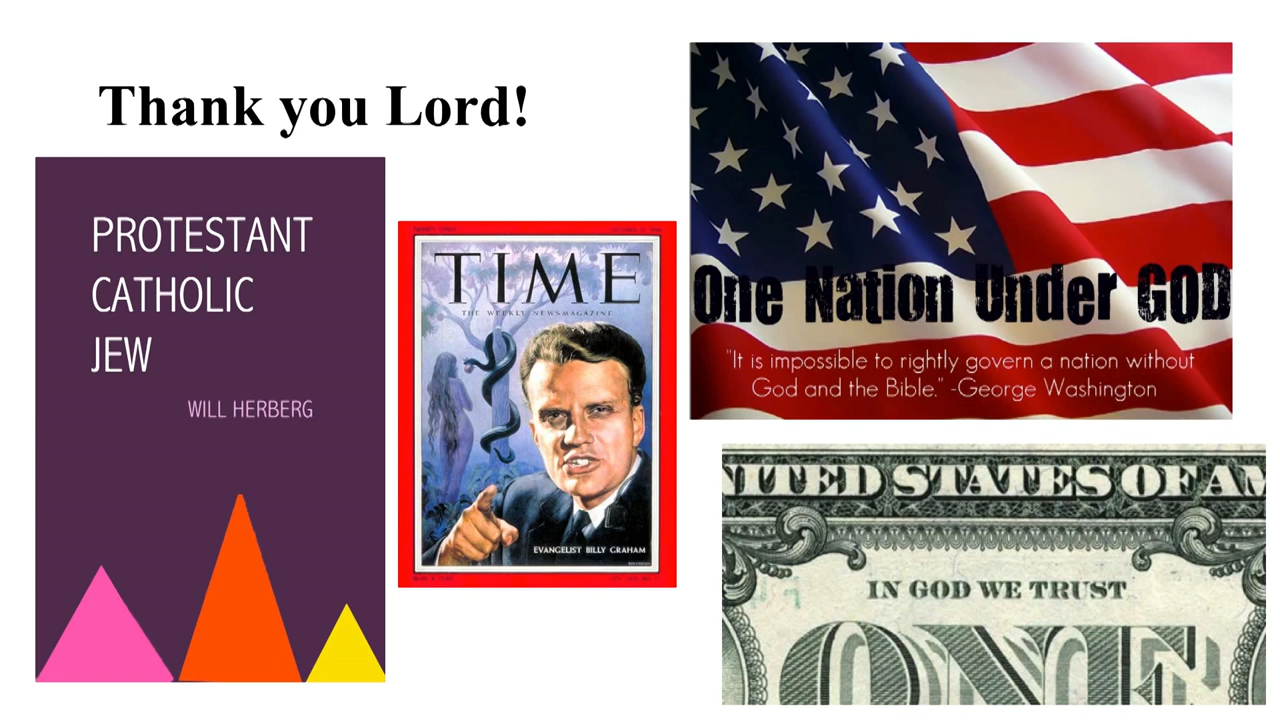 Thank you Lord!
PROTESTANT
CATHOLIC
JEW
WILL HERBERG
TIME
THE WEEKLY NEWSMAGAZINE
EVANGELIST BILLY GRAHAM
One Nation Under GOD
"It is impossible to rightly govern a nation without
God and the Bible." -George Washington
NITED STATES OF AM
IN GOD WE TRUST
ONE